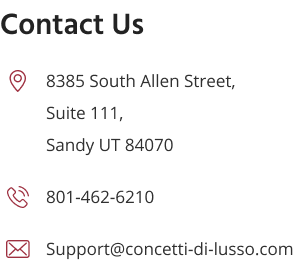 Contact Us
8385 South Allen Street,
Suite 111,
Sandy UT 84070
801-462-6210
Support@concetti-di-lusso.com